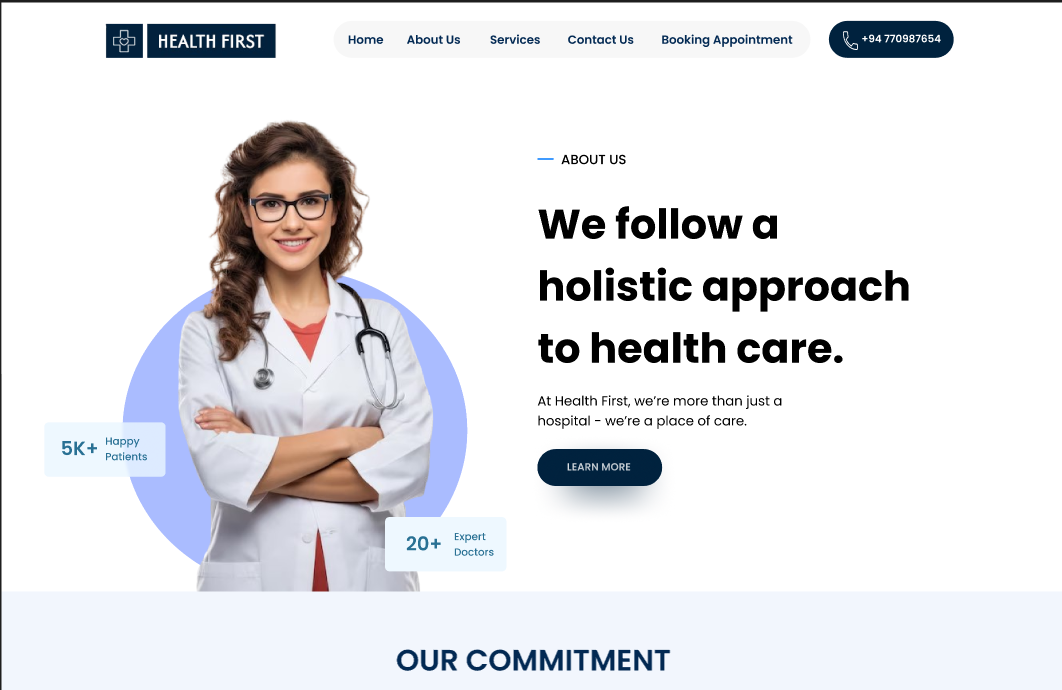 HEALTH FIRST
Home About Us Services Contact Us Booking Appointment
+94 770987654
ABOUT US
We follow a
holistic approach
to health care.
At Health First, we’re more than just a
hospital - we’re a place of care.
LEARN MORE
5K+ Happy
Patients
20+ Expert
Doctors
OUR COMMITMENT